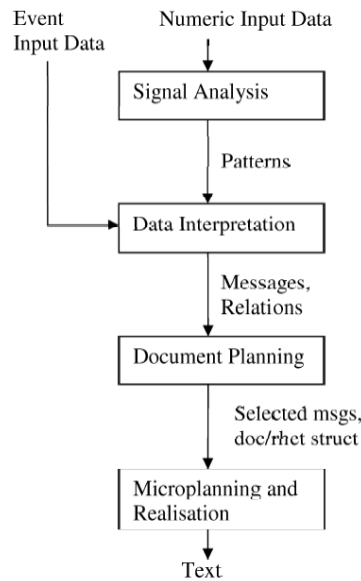 Event
Input Data
Numeric Input Data
Signal Analysis
Patterns
Data Interpretation
Messages,
Relations
Document Planning
Selected msgs,
doc/rhet struct
Microplanning and
Realisation
Text